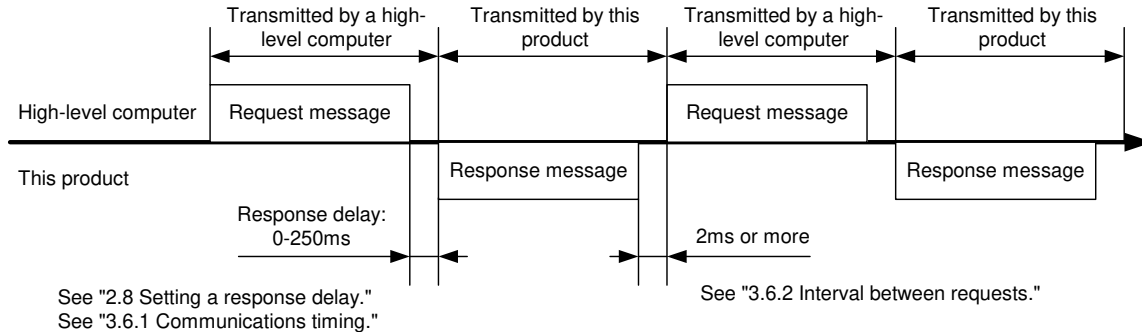 Transmitted by a high-
level computer
Transmitted by this
product
Transmitted by a high-
level computer
Transmitted by this
product
High-level computer
Request message
Request message
This product
Response message
Response message
Response delay:
0-250ms
2ms or more
See "2.8 Setting a response delay."
See "3.6.1 Communications timing."
See "3.6.2 Interval between requests."